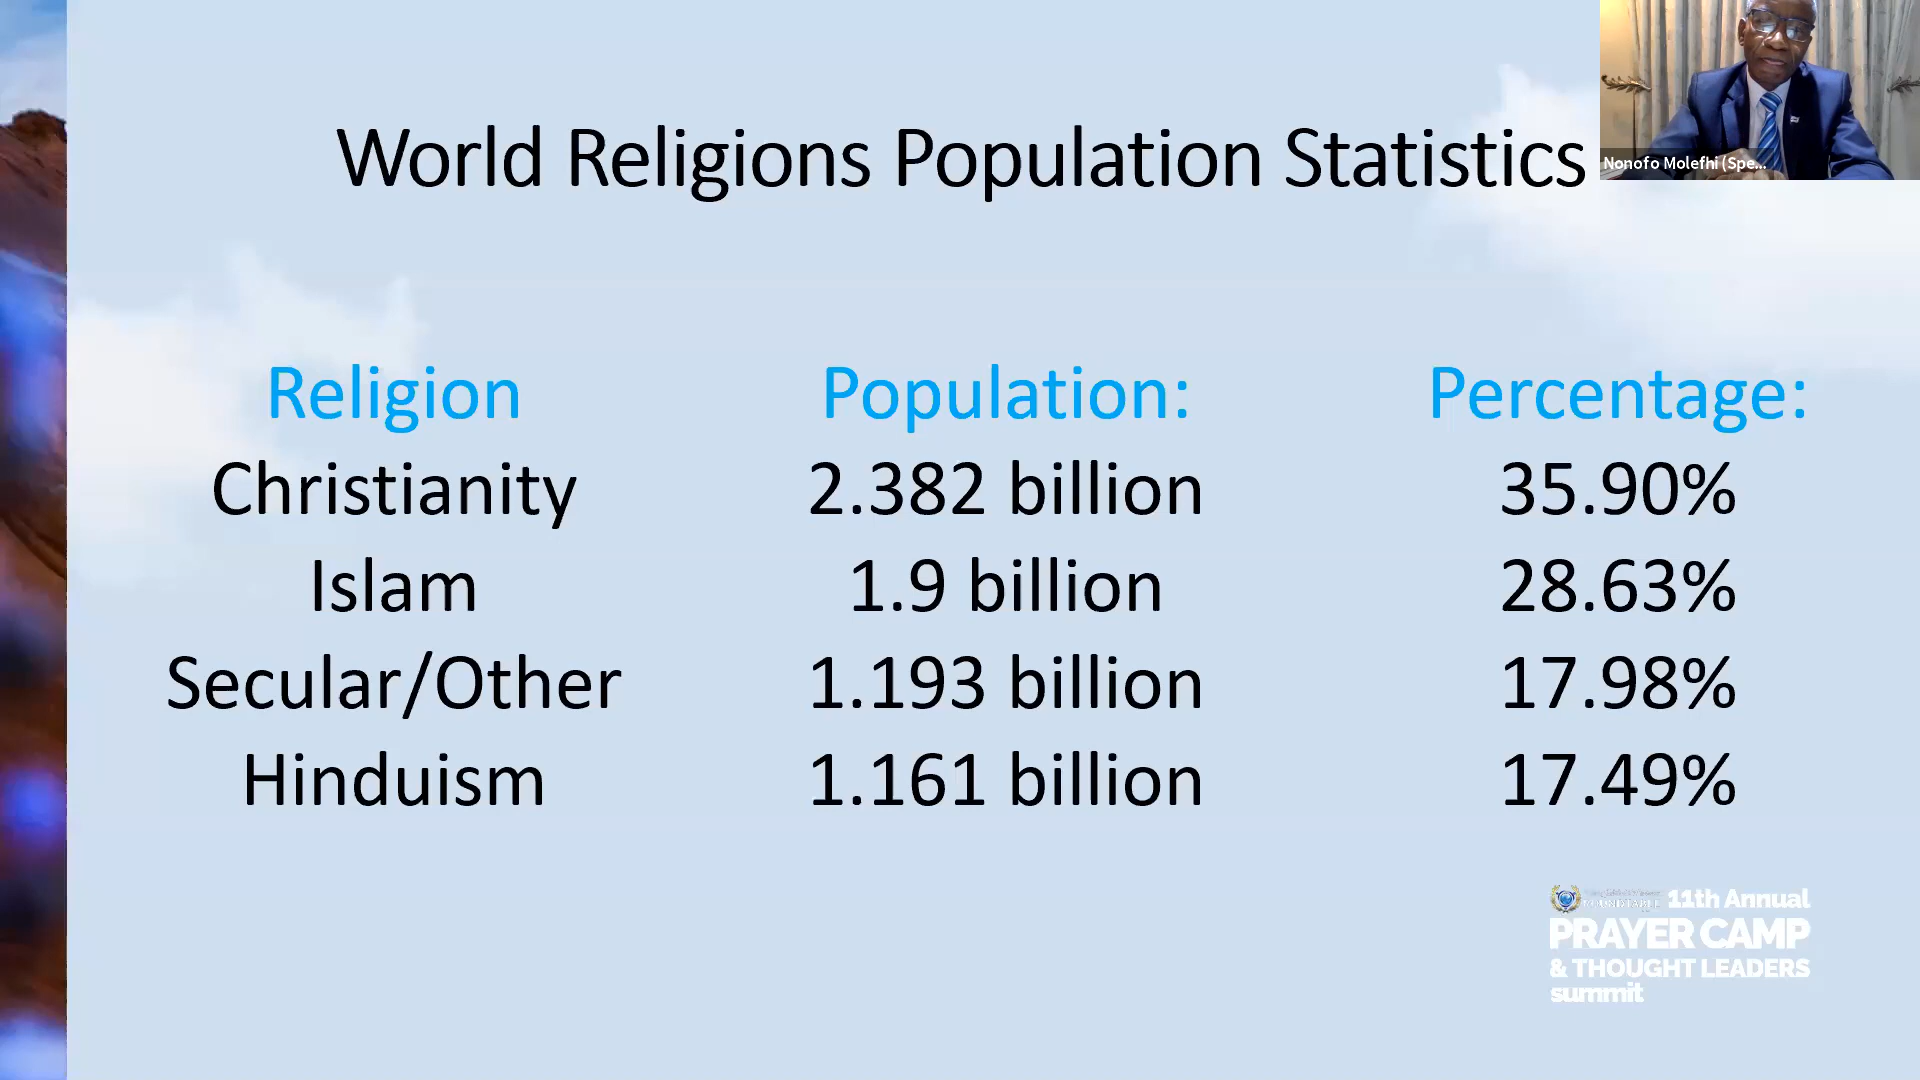 World Religions Population Statistics
Nonofo Molefhi (Spe...
Religion Population: Percentage:
Christianity 2.382 billion 35.90%
Islam 1.9 billion 28.63%
Secular/Other 1.193 billion 17.98%
Hinduism 1.161 billion 17.49%
ROUNDTABLE 11th Annual
PRAYER CAMP
& THOUGHT LEADERS
summit